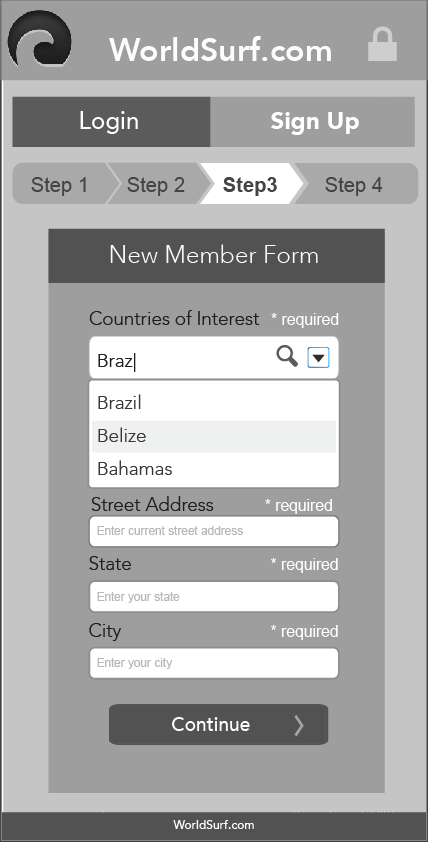 WorldSurf.com
Login Sign Up
Step 1 Step 2 Step3 Step 4
New Member Form
Countries of Interest * required
Braz
Brazil
Belize
Bahamas
Street Address * required
Enter current street address
State * required
Enter your state
City * required
Enter your city
Continue
WorldSurf.com